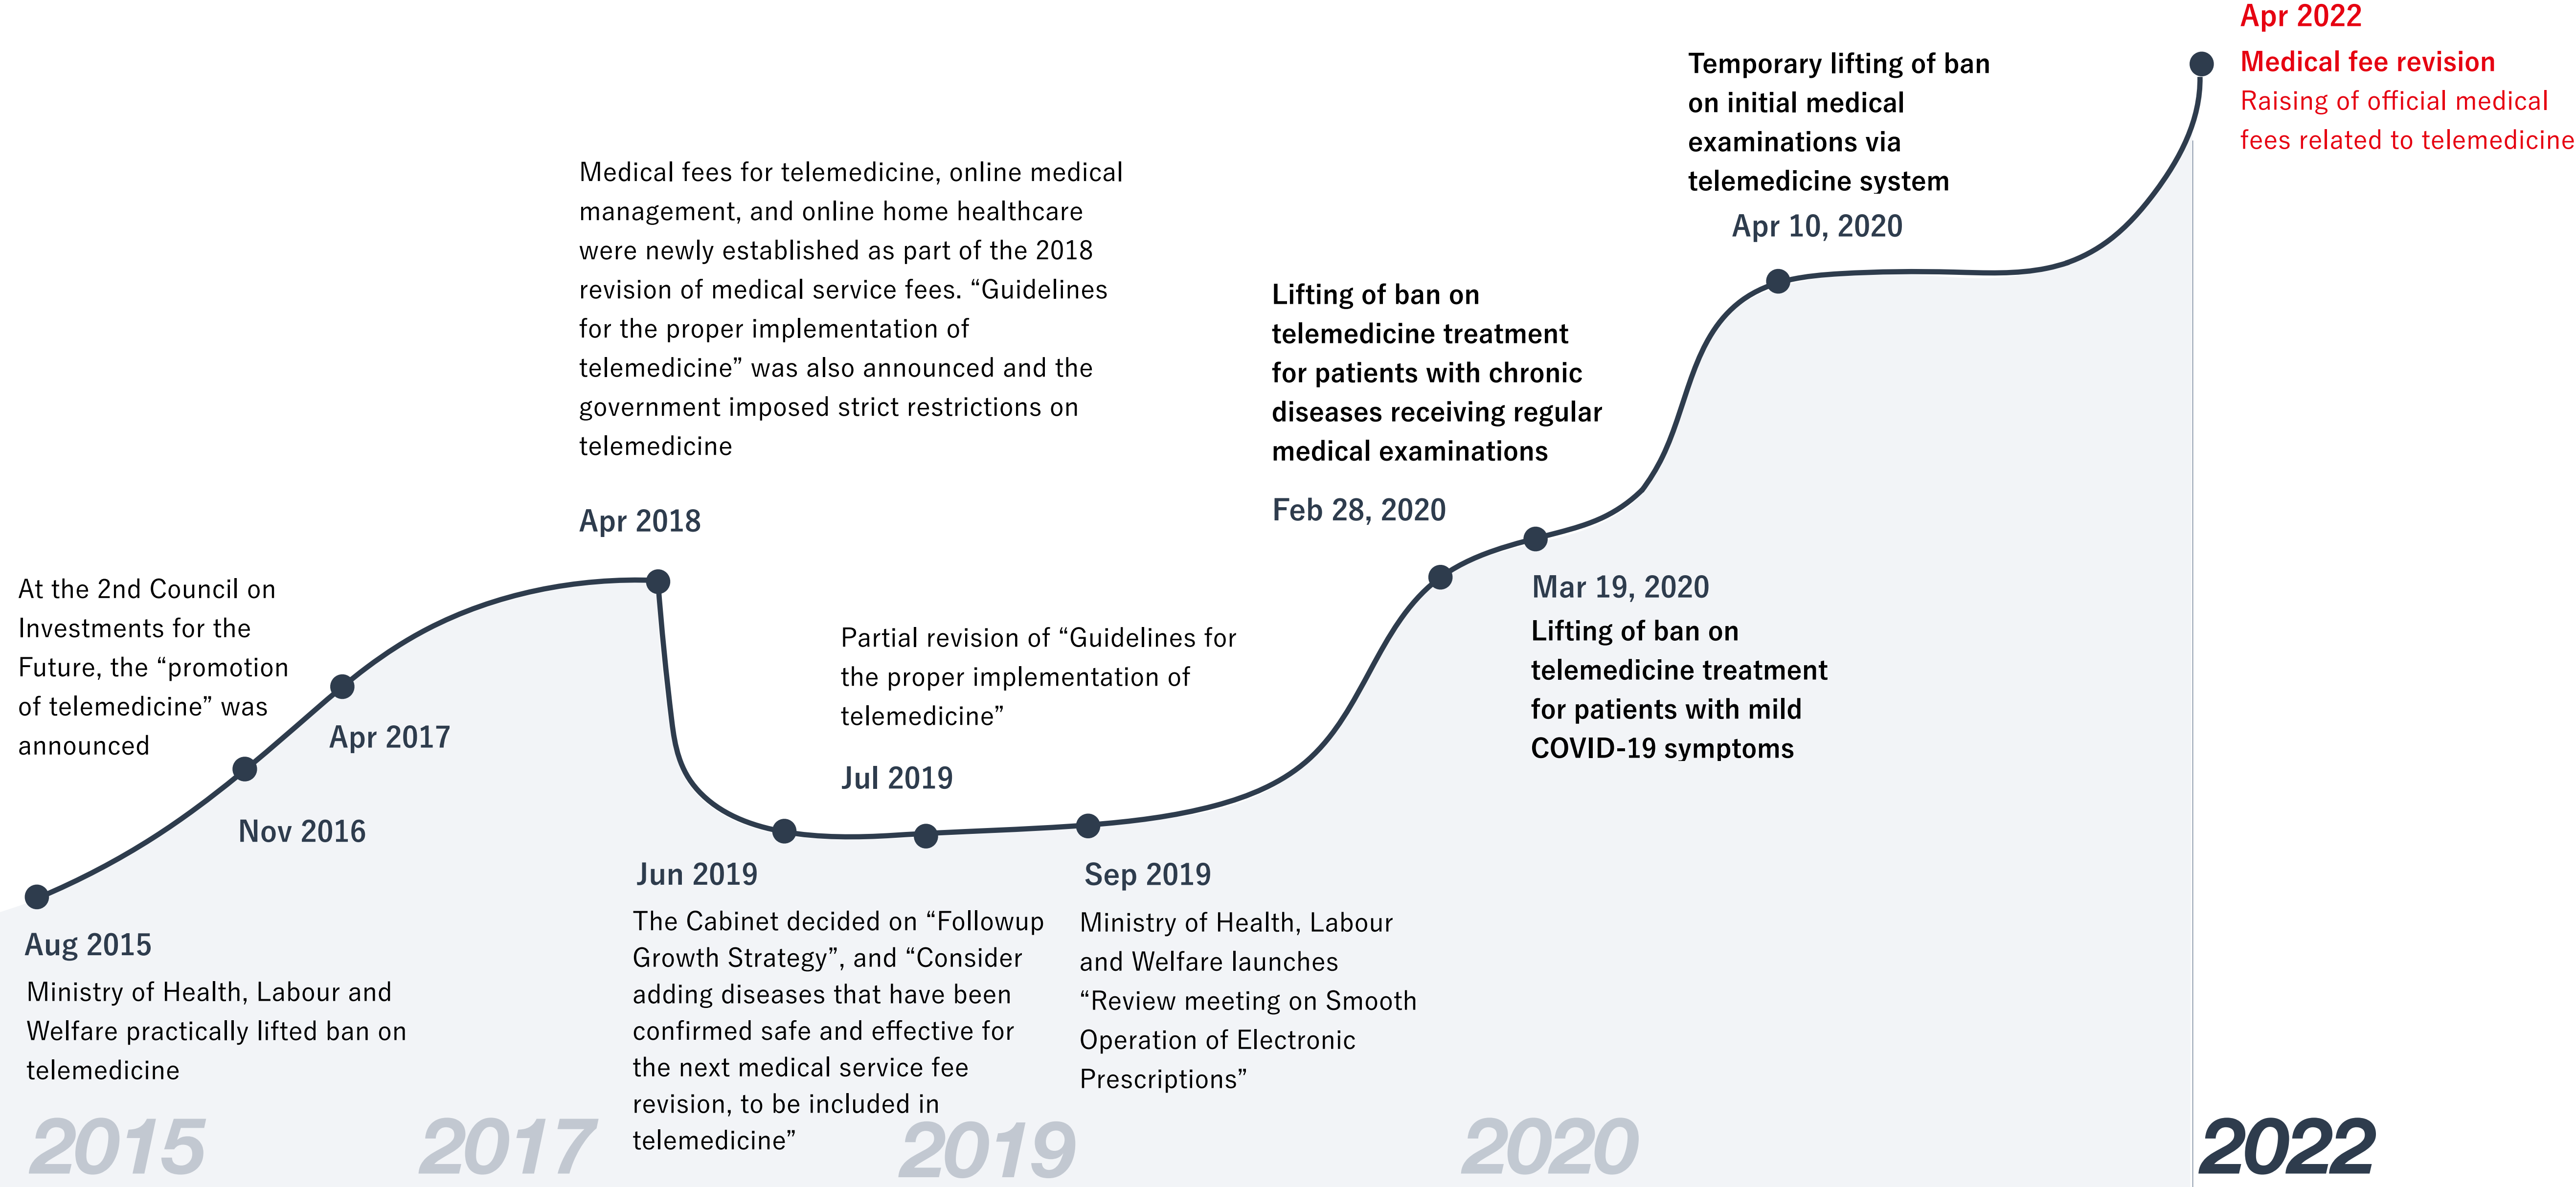 At the 2nd Council on
Investments for the
Future, the “promotion
of telemedicine” was
announced
Aug 2015
Ministry of Health, Labour and
Welfare practically lifted ban on
telemedicine
Nov 2016
Apr 2017
Medical fees for telemedicine, online medical
management, and online home healthcare
were newly established as part of the 2018
revision of medical service fees. “Guidelines
for the proper implementation of
telemedicine” was also announced and the
government imposed strict restrictions on
telemedicine
Apr 2018
Jun 2019
The Cabinet decided on “Followup
Growth Strategy”, and “Consider
adding diseases that have been
confirmed safe and effective for
the next medical service fee
revision, to be included in
telemedicine”
Partial revision of “Guidelines for
the proper implementation of
telemedicine”
Jul 2019
Sep 2019
Ministry of Health, Labour
and Welfare launches
“Review meeting on Smooth
Operation of Electronic
Prescriptions”
Lifting of ban on
telemedicine treatment
for patients with chronic
diseases receiving regular
medical examinations
Feb 28, 2020
Mar 19, 2020
Lifting of ban on
telemedicine treatment
for patients with mild
COVID-19 symptoms
Temporary lifting of ban
on initial medical
examinations via
telemedicine system
Apr 10, 2020
Apr 2022
Medical fee revision
Raising of official medical
fees related to telemedicine
2015
2017
2019
2020
2022